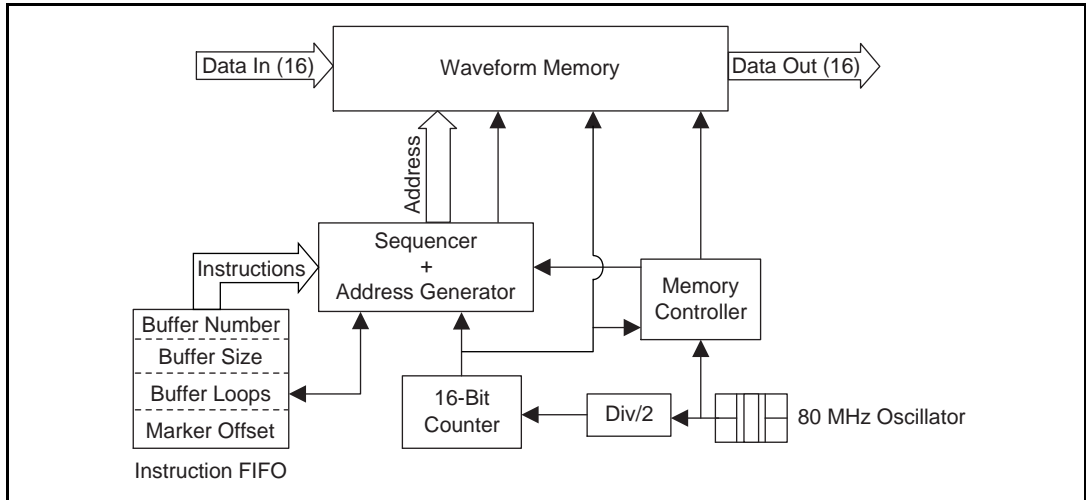 Data In (16)
Waveform Memory
Data Out (16)
Address
Instructions
Sequencer
+
Address Generator
Memory
Controller
Buffer Number
Buffer Size
Buffer Loops
Marker Offset
16-Bit
Counter
Div/2
80 MHz Oscillator
Instruction FIFO